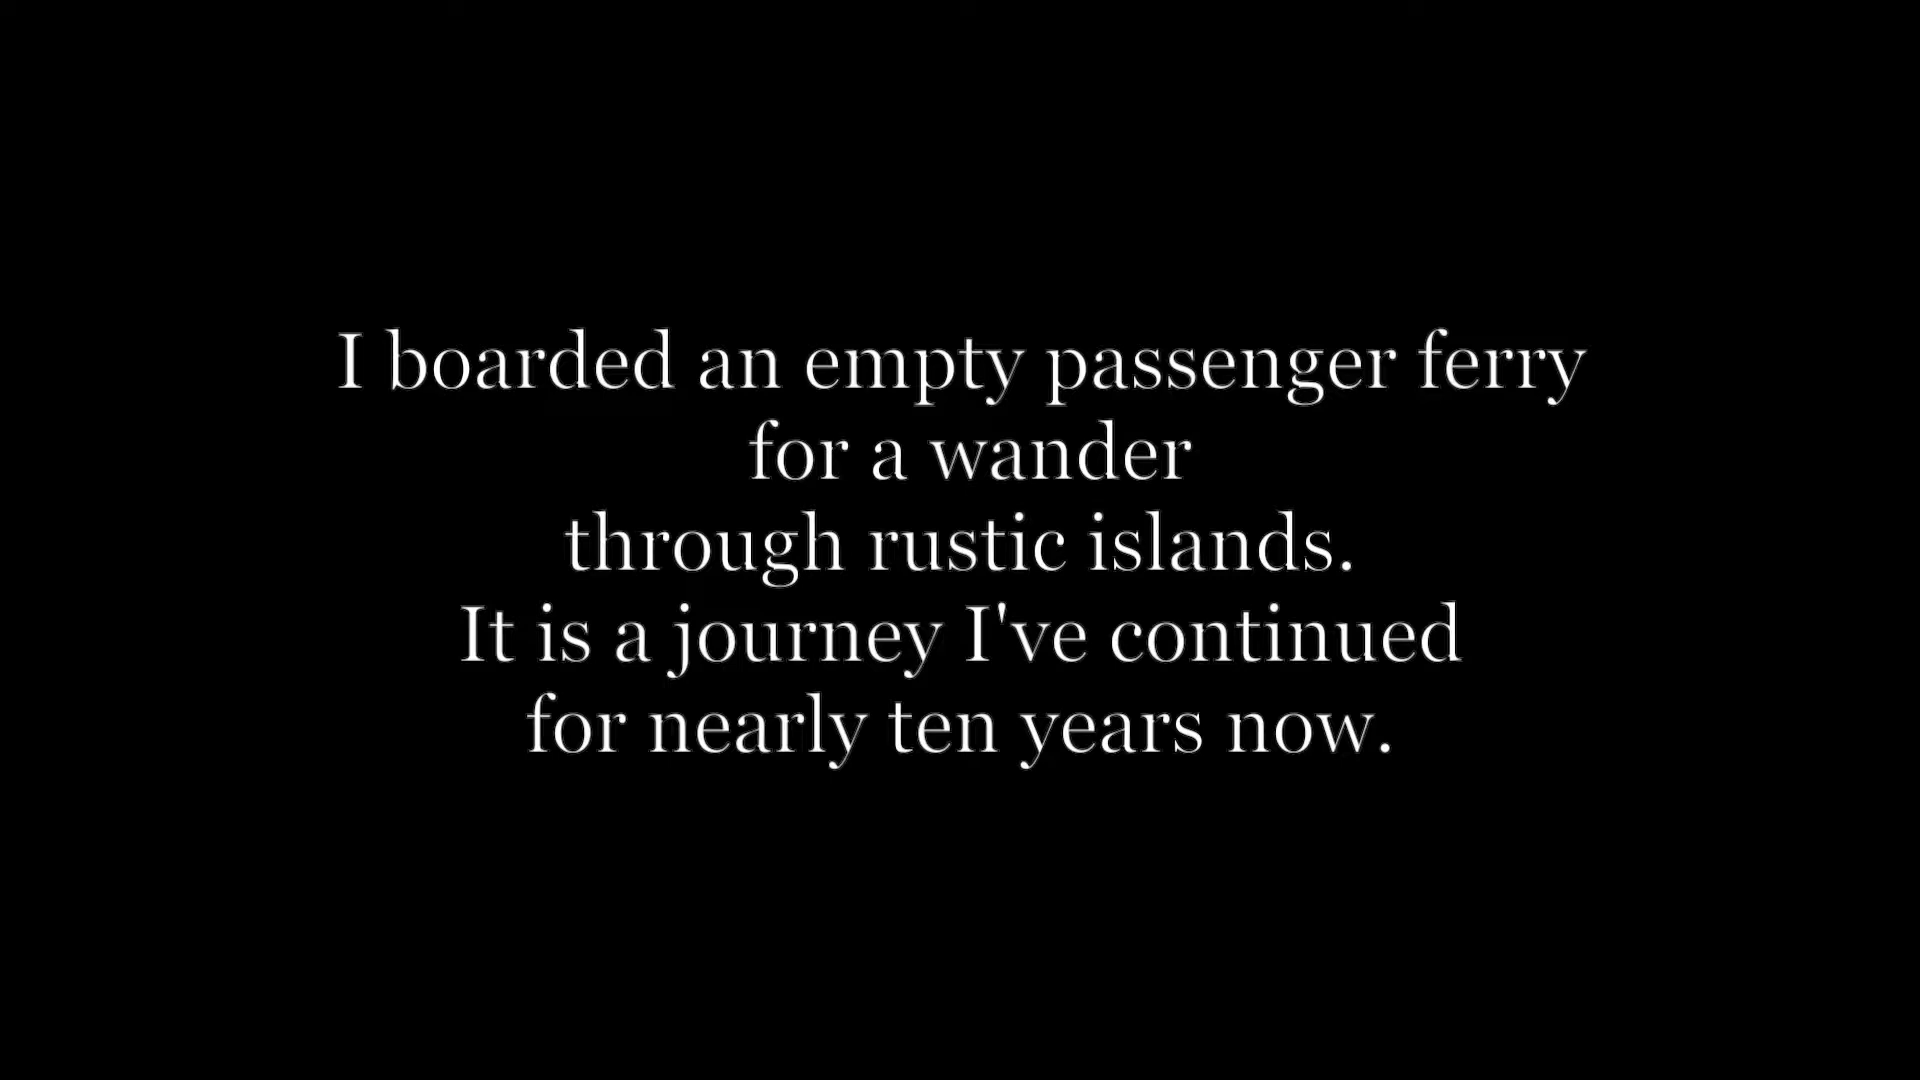 I boarded an empty passenger ferry
for a wander
through rustic islands.
It is a journey I've continued
for nearly ten years now.